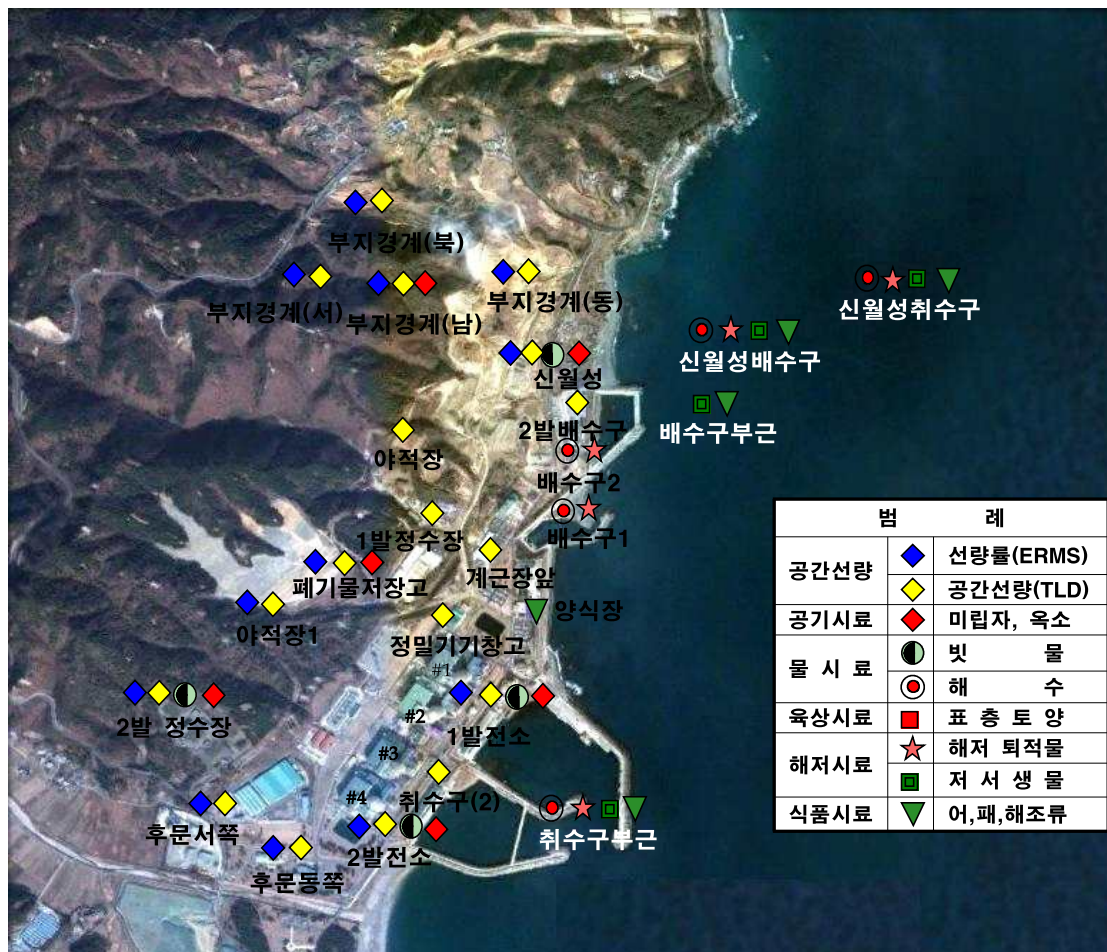 부지경계(북)
부지경계(서)
부지경계(남)
부지경계(동)
신월성취수구
신월성배수구
신월성
2발배수구
배수구부근
야적장
배수구2
1발정수장
배수구1
계근장앞
폐기물저장고
양식장
야적장1
정밀기기창고
#1
2발 정수장
#2
1발전소
#3
취수구(2)
#4
후문서쪽
2발전소
취수구부근
후문동쪽
범 례
공간선량 선량률(ERMS)
공간선량(TLD)
공기시료 미립자, 옥소
물 시 료 빗 물
해 수
육상시료 표 층 토 양
해저시료 해저 퇴적물
저 서 생 물
식품시료 어,패,해조류